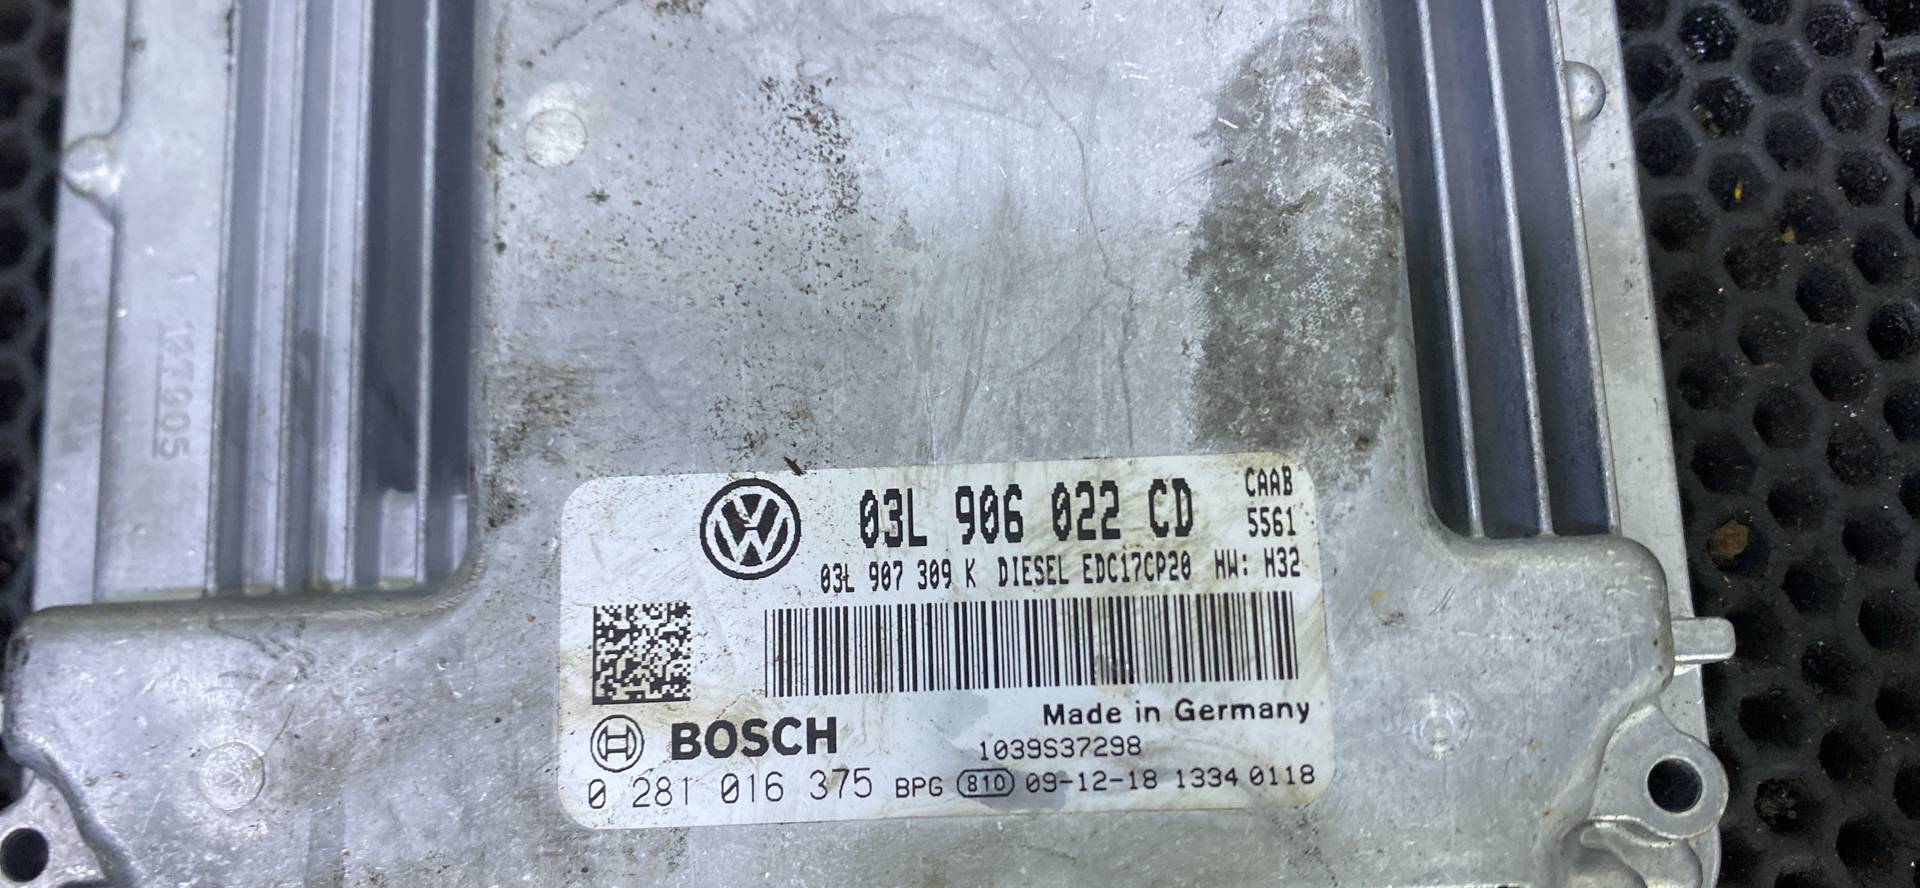 03L 906 022 CD CAAB
5561
03L 907 309 K DIESEL EDC17CP20 HW: H32
Made in Germany
BOSCH 1039S37298
0 281 016 375 BPG 810 09-12-18 1334 0118